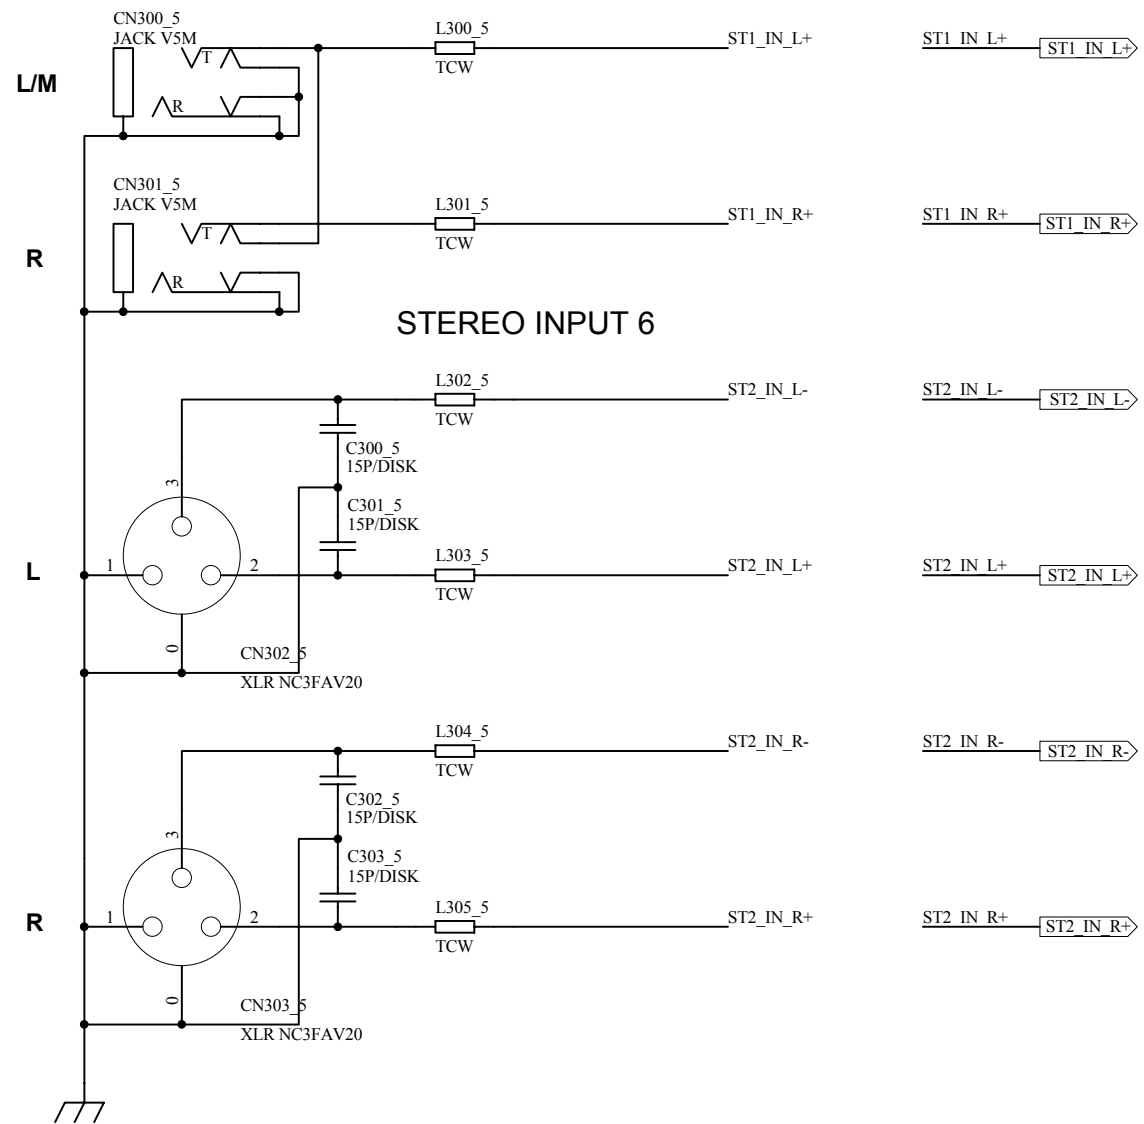 CN300_5
JACK V5M
L/M
T
R
L300_5
TCW
ST1_IN_L+
ST1_IN_L+
ST1_IN_L+
CN301_5
JACK V5M
R
T
R
L301_5
TCW
ST1_IN_R+
ST1_IN_R+
ST1_IN_R+
STEREO INPUT 6
L302_5
TCW
ST2_IN_L-
ST2_IN_L-
ST2_IN_L-
C300_5
15P/DISK
C301_5
15P/DISK
3
L
1
2
0
L303_5
TCW
ST2_IN_L+
ST2_IN_L+
ST2_IN_L+
CN302_5
XLR NC3FAV20
L304_5
TCW
ST2_IN_R-
ST2_IN_R-
ST2_IN_R-
C302_5
15P/DISK
C303_5
15P/DISK
3
R
1
2
0
L305_5
TCW
ST2_IN_R+
ST2_IN_R+
ST2_IN_R+
CN303_5
XLR NC3FAV20